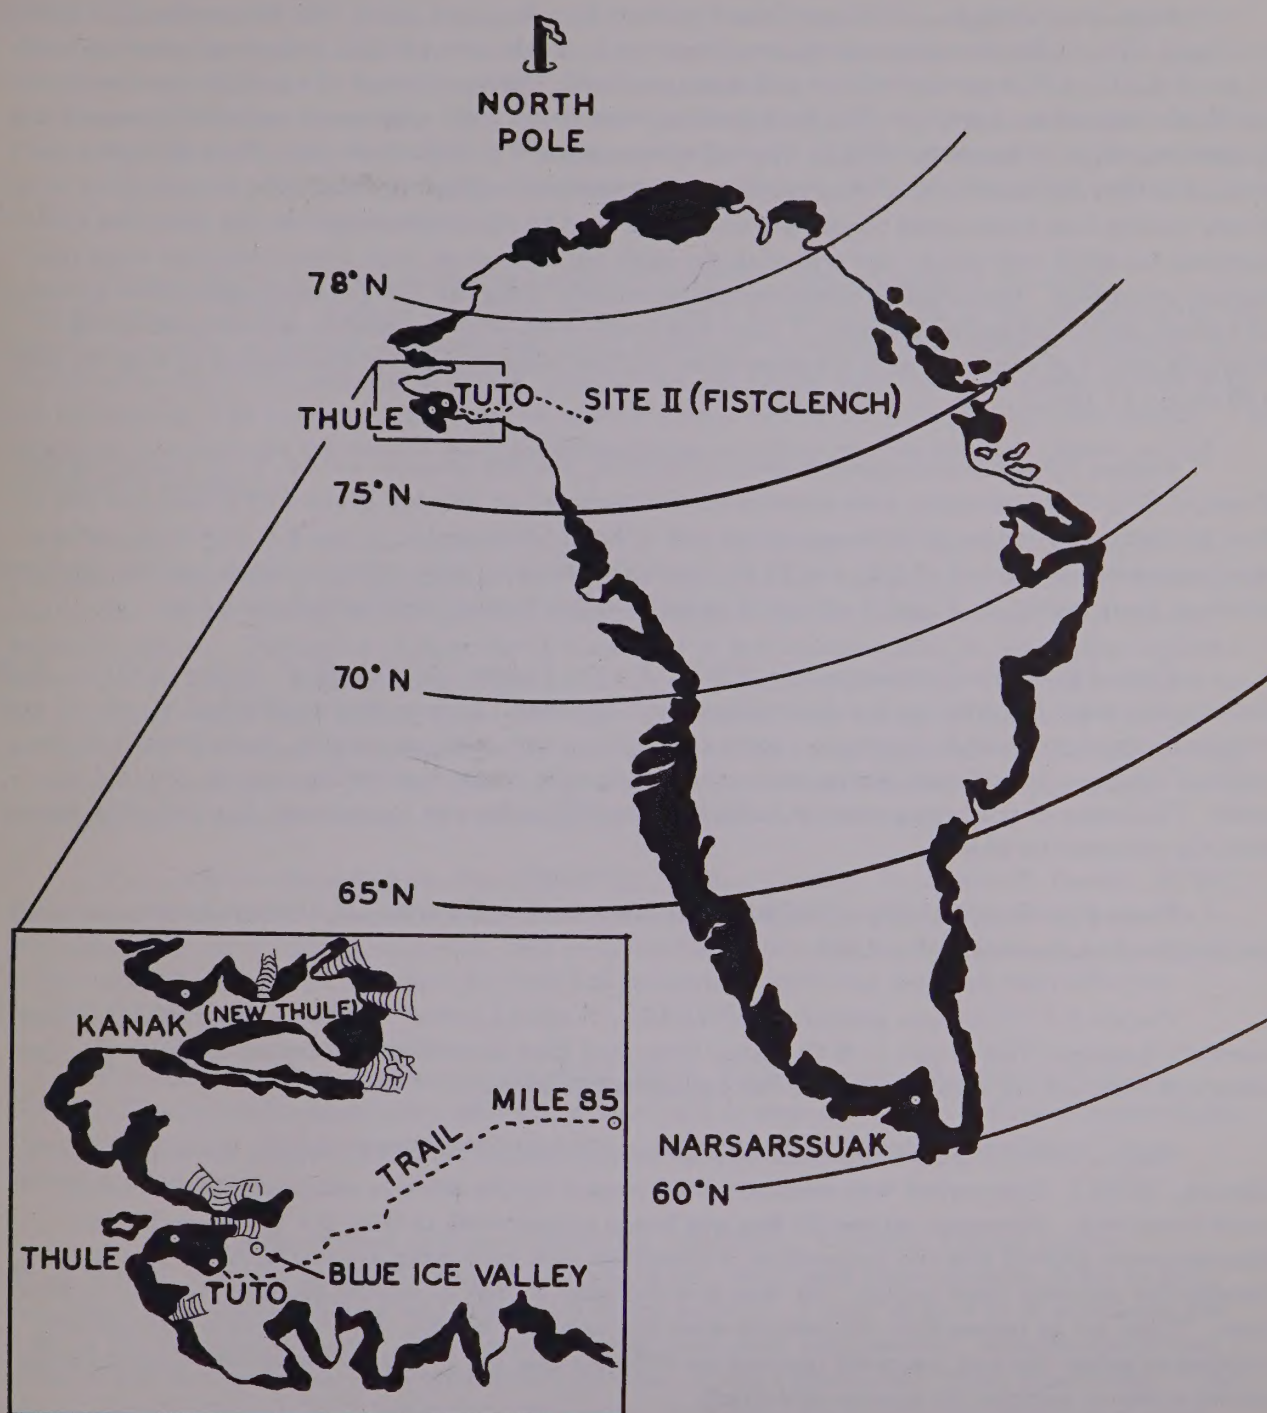 NORTH
POLE
78°N
TUTO
SITE II (FISTCLENCH)
THULE
75°N
70°N
65°N
KANAK (NEW THULE)
MILE 85
TRAIL
NARSARSSUAK
60°N
THULE
BLUE ICE VALLEY
TUTO